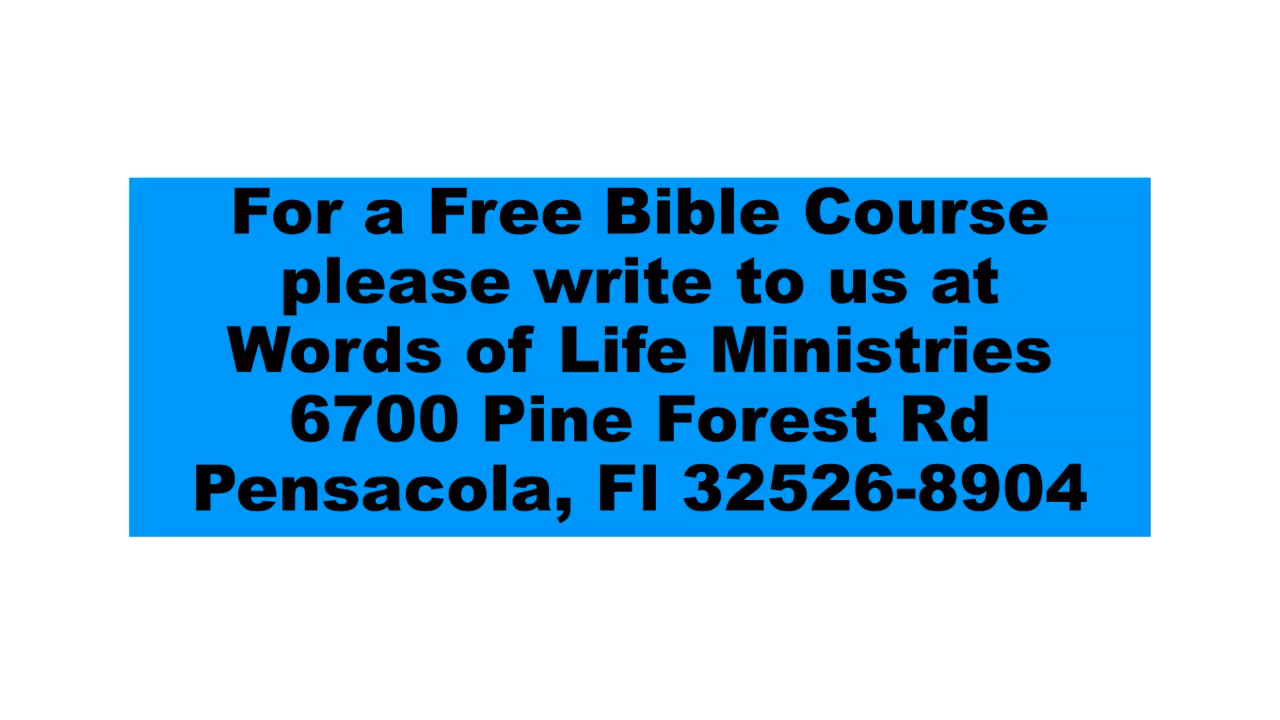 For a Free Bible Course
please write to us at
Words of Life Ministries
6700 Pine Forest Rd
Pensacola, Fl 32526-8904